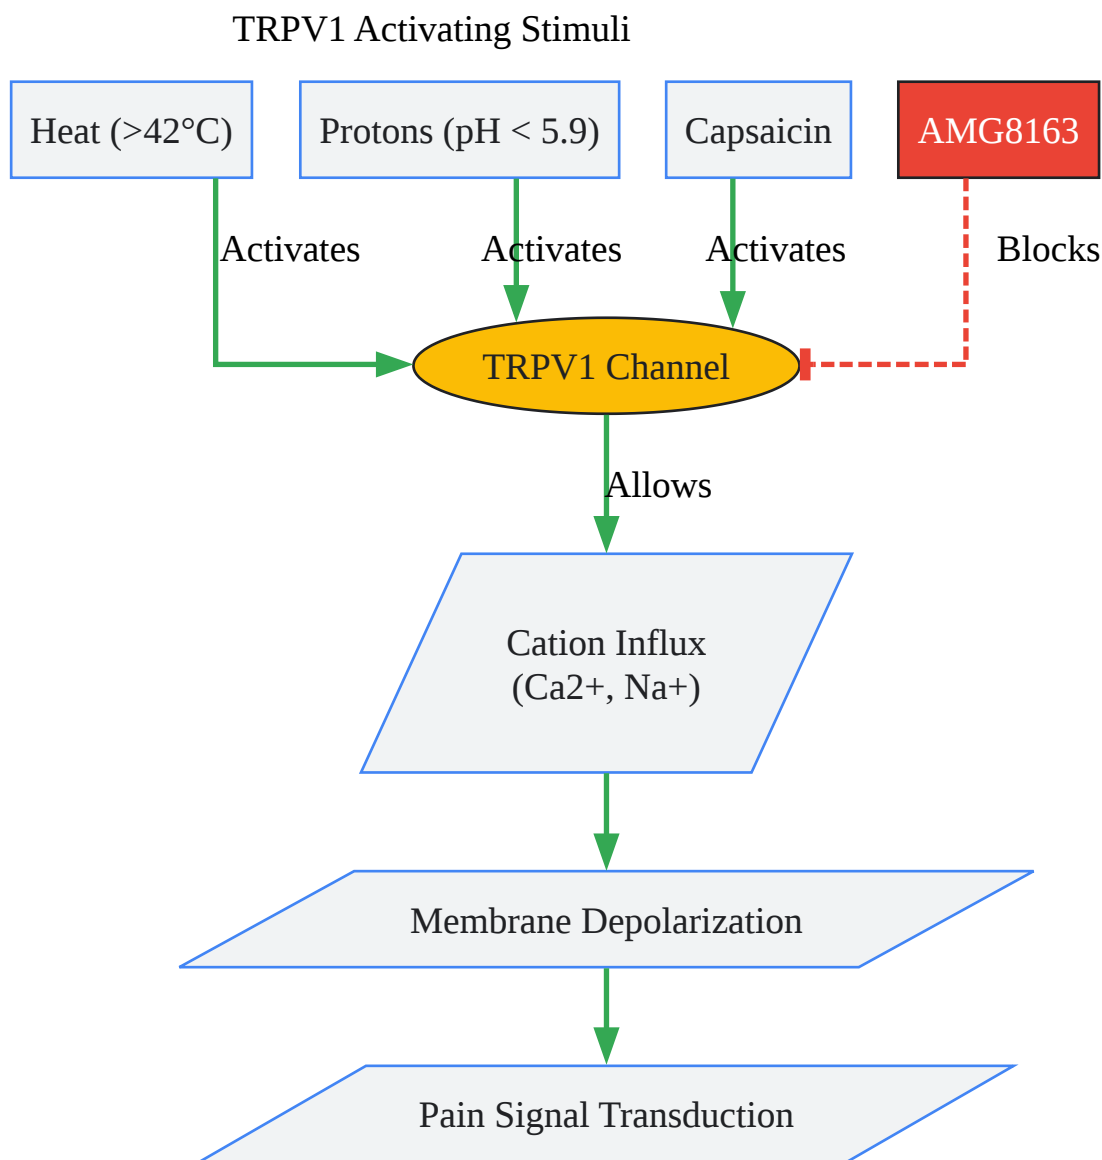 TRPV1 Activating Stimuli
Heat (>42°C)
Protons (pH < 5.9)
Capsaicin
AMG8163
Activates
Activates
Activates
Blocks
TRPV1 Channel
Allows
Cation Influx
(Ca2+, Na+)
Membrane Depolarization
Pain Signal Transduction